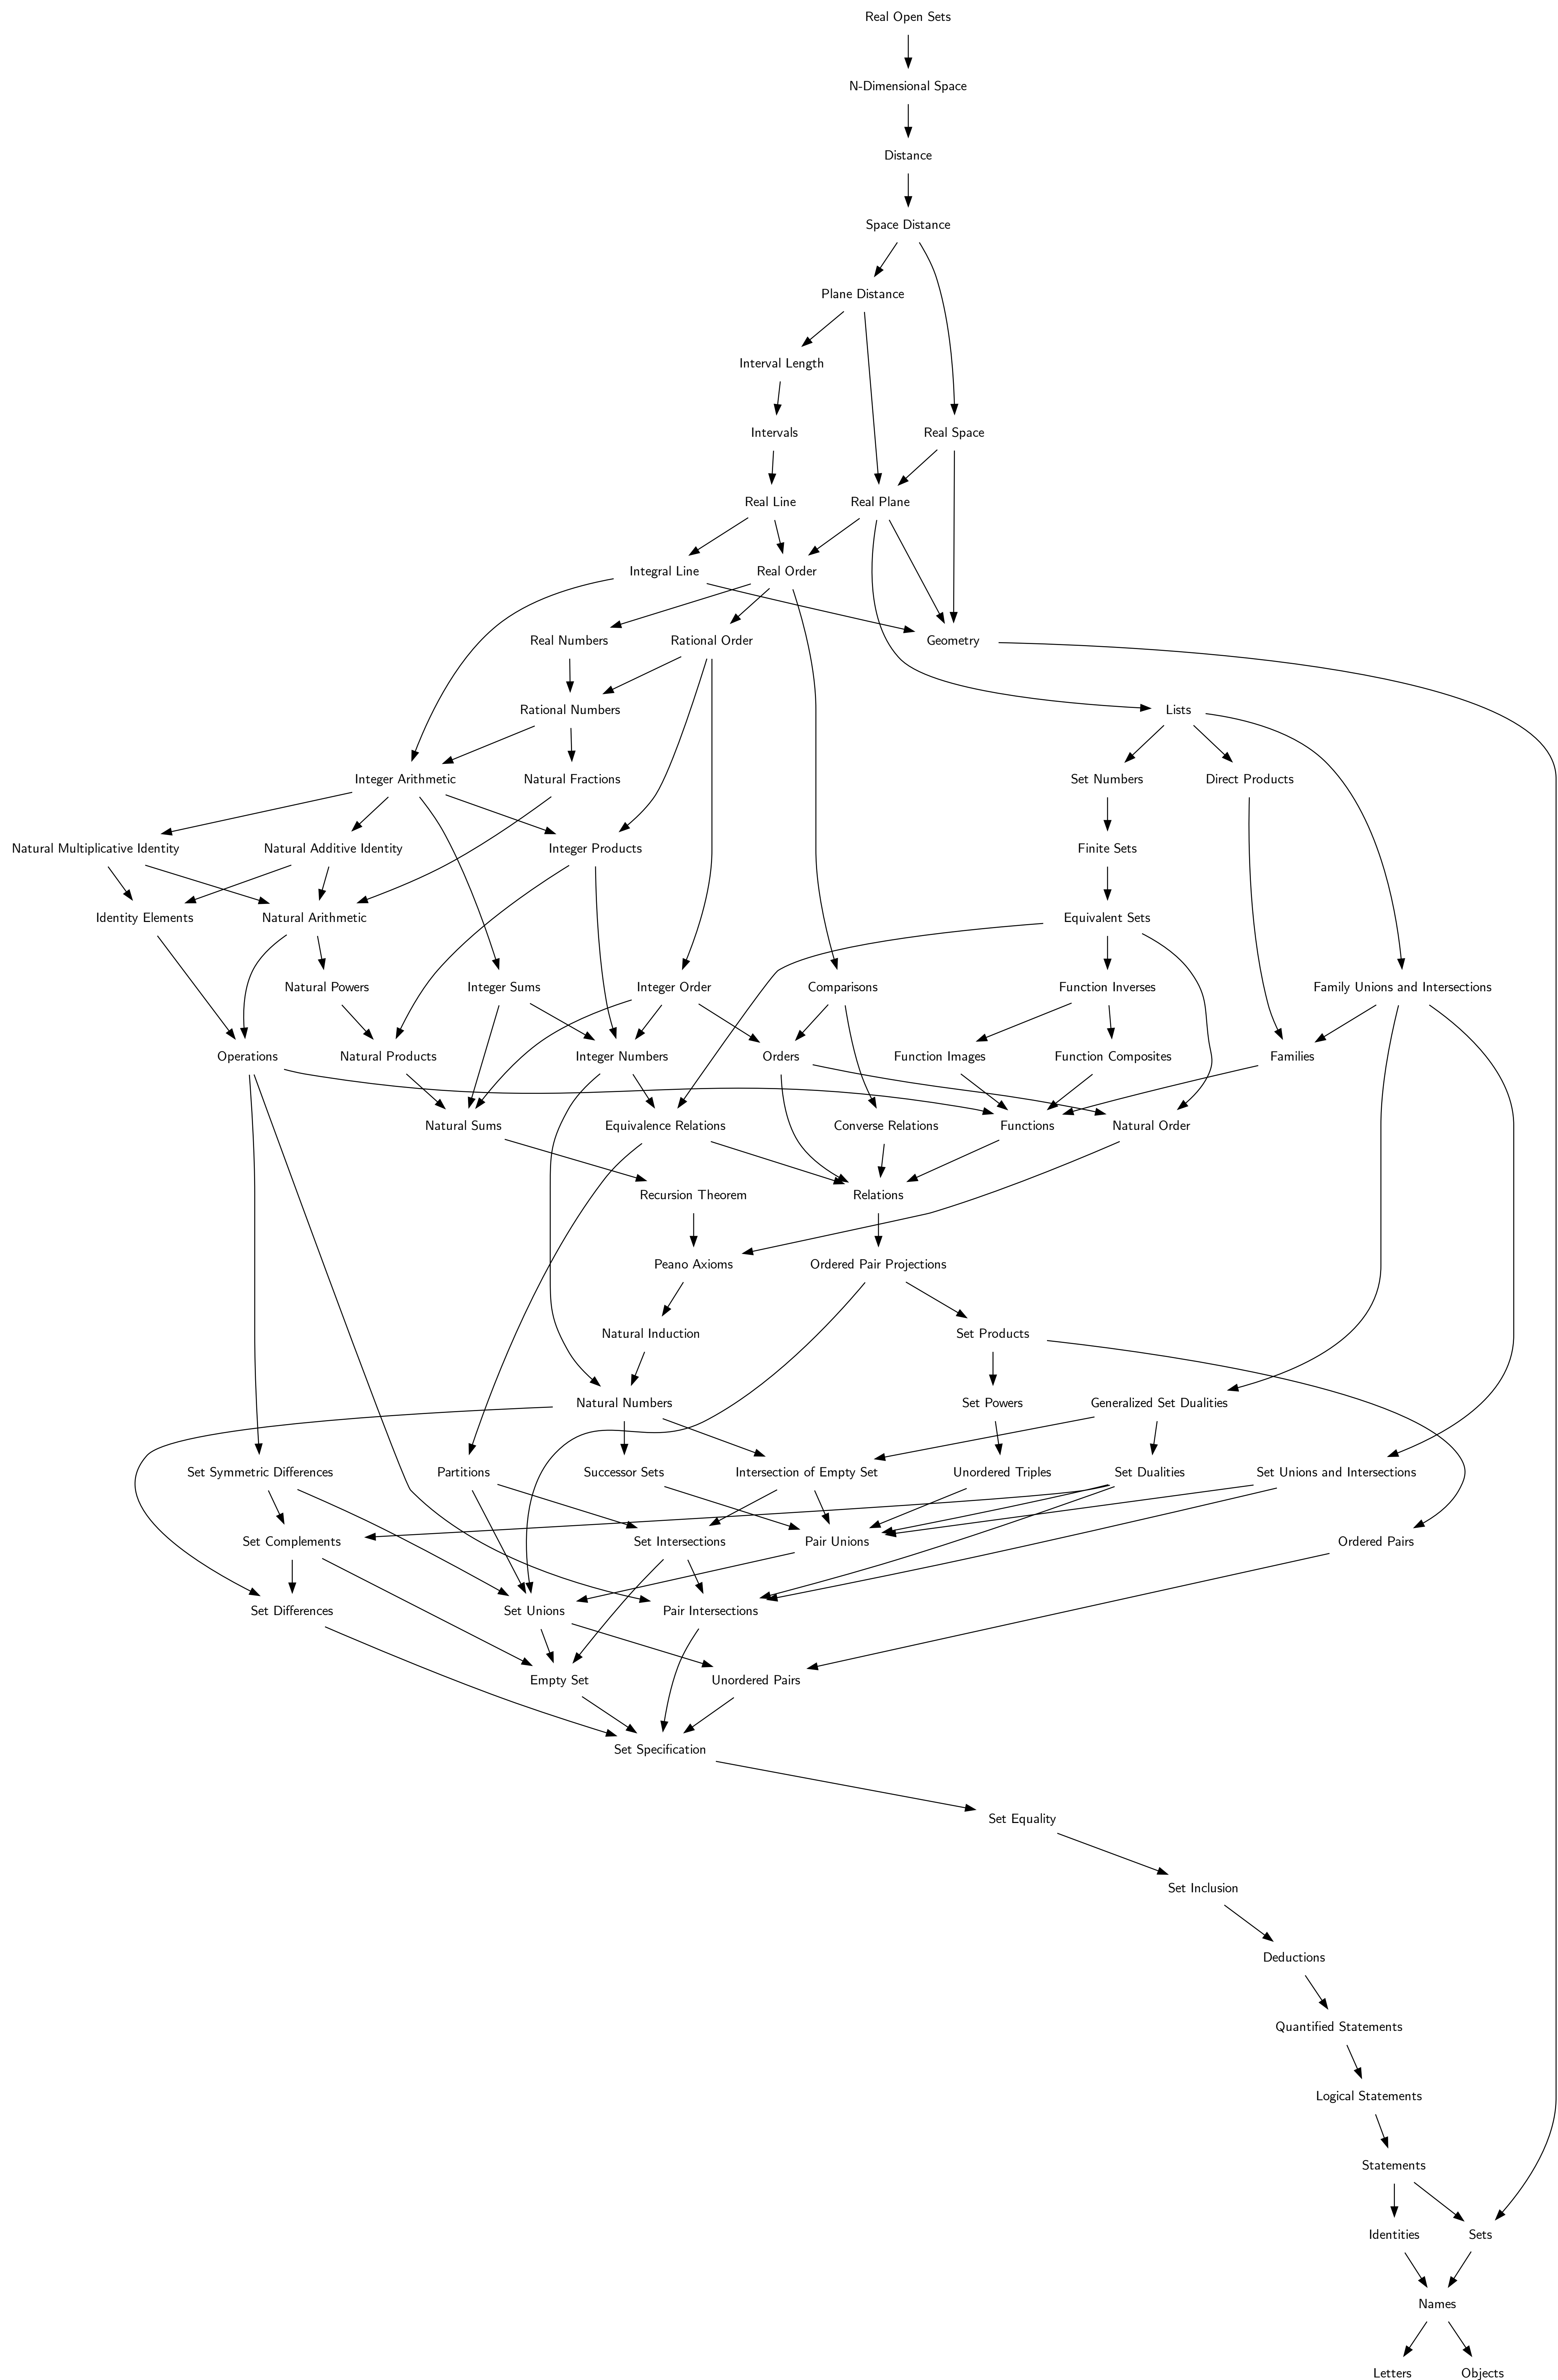 Real Open Sets
N-Dimensional Space
Distance
Space Distance
Plane Distance
Interval Length
Intervals
Real Space
Real Line
Real Plane
Integral Line
Real Order
Real Numbers
Rational Order
Geometry
Rational Numbers
Lists
Integer Arithmetic
Natural Fractions
Set Numbers
Direct Products
Natural Multiplicative Identity
Natural Additive Identity
Integer Products
Finite Sets
Identity Elements
Natural Arithmetic
Equivalent Sets
Natural Powers
Integer Sums
Integer Order
Comparisons
Function Inverses
Family Unions and Intersections
Operations
Natural Products
Integer Numbers
Orders
Function Images
Function Composites
Families
Natural Sums
Equivalence Relations
Converse Relations
Functions
Natural Order
Recursion Theorem
Relations
Peano Axioms
Ordered Pair Projections
Natural Induction
Set Products
Natural Numbers
Set Powers
Generalized Set Dualities
Set Symmetric Differences
Partitions
Successor Sets
Intersection of Empty Set
Unordered Triples
Set Dualities
Set Unions and Intersections
Set Complements
Set Intersections
Pair Unions
Ordered Pairs
Set Differences
Set Unions
Pair Intersections
Empty Set
Unordered Pairs
Set Specification
Set Equality
Set Inclusion
Deductions
Quantified Statements
Logical Statements
Statements
Identities
Sets
Names
Letters
Objects